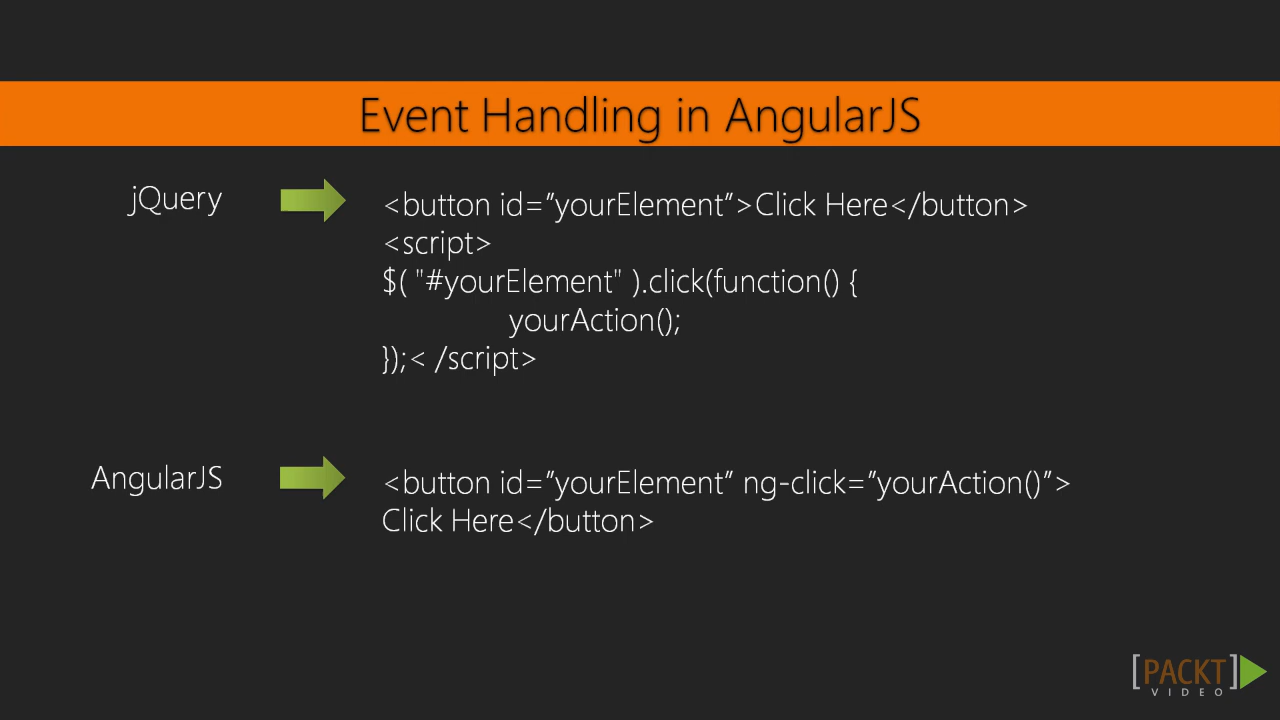 Event Handling in AngularJS
jQuery
<button id=”yourElement”>Click Here</button>
<script>
$( "#yourElement" ).click(function() {
yourAction();
});< /script>
AngularJS
<button id=”yourElement” ng-click=”yourAction()”>
Click Here</button>
[PACKT]
VIDEO